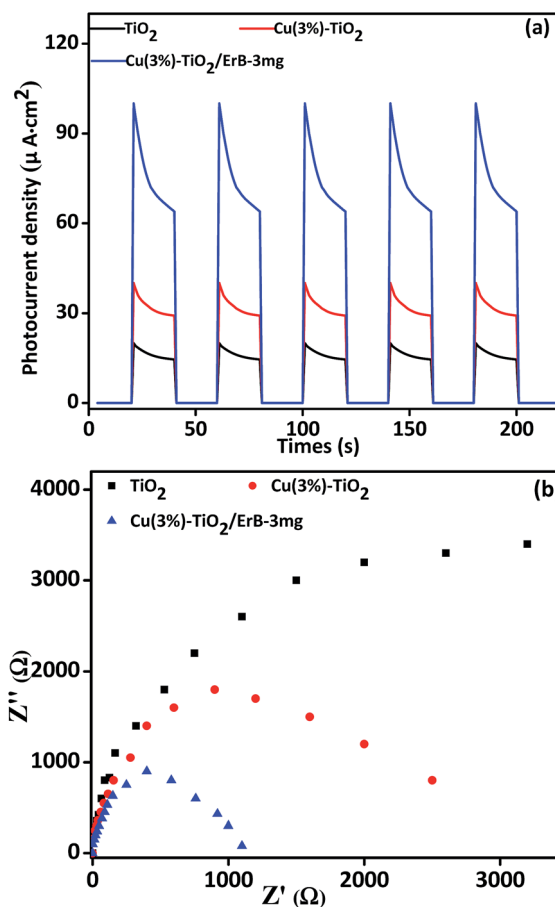 TiO2 Cu(3%)-TiO2 (a)
Cu(3%)-TiO2/ErB-3mg
Photocurrent density (μ A·cm²)
120
90
60
30
0
0 50 100 150 200
Times (s)
TiO2 Cu(3%)-TiO2 (b)
Cu(3%)-TiO2/ErB-3mg
Z'' (Ω)
4000
3000
2000
1000
0
0 1000 2000 3000
Z' (Ω)